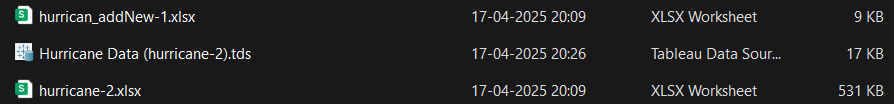 hurrican_addNew-1.xlsx 17-04-2025 20:09 XLSX Worksheet 9 KB
Hurricane Data (hurricane-2).tds 17-04-2025 20:26 Tableau Data Sour... 17 KB
hurricane-2.xlsx 17-04-2025 20:09 XLSX Worksheet 531 KB